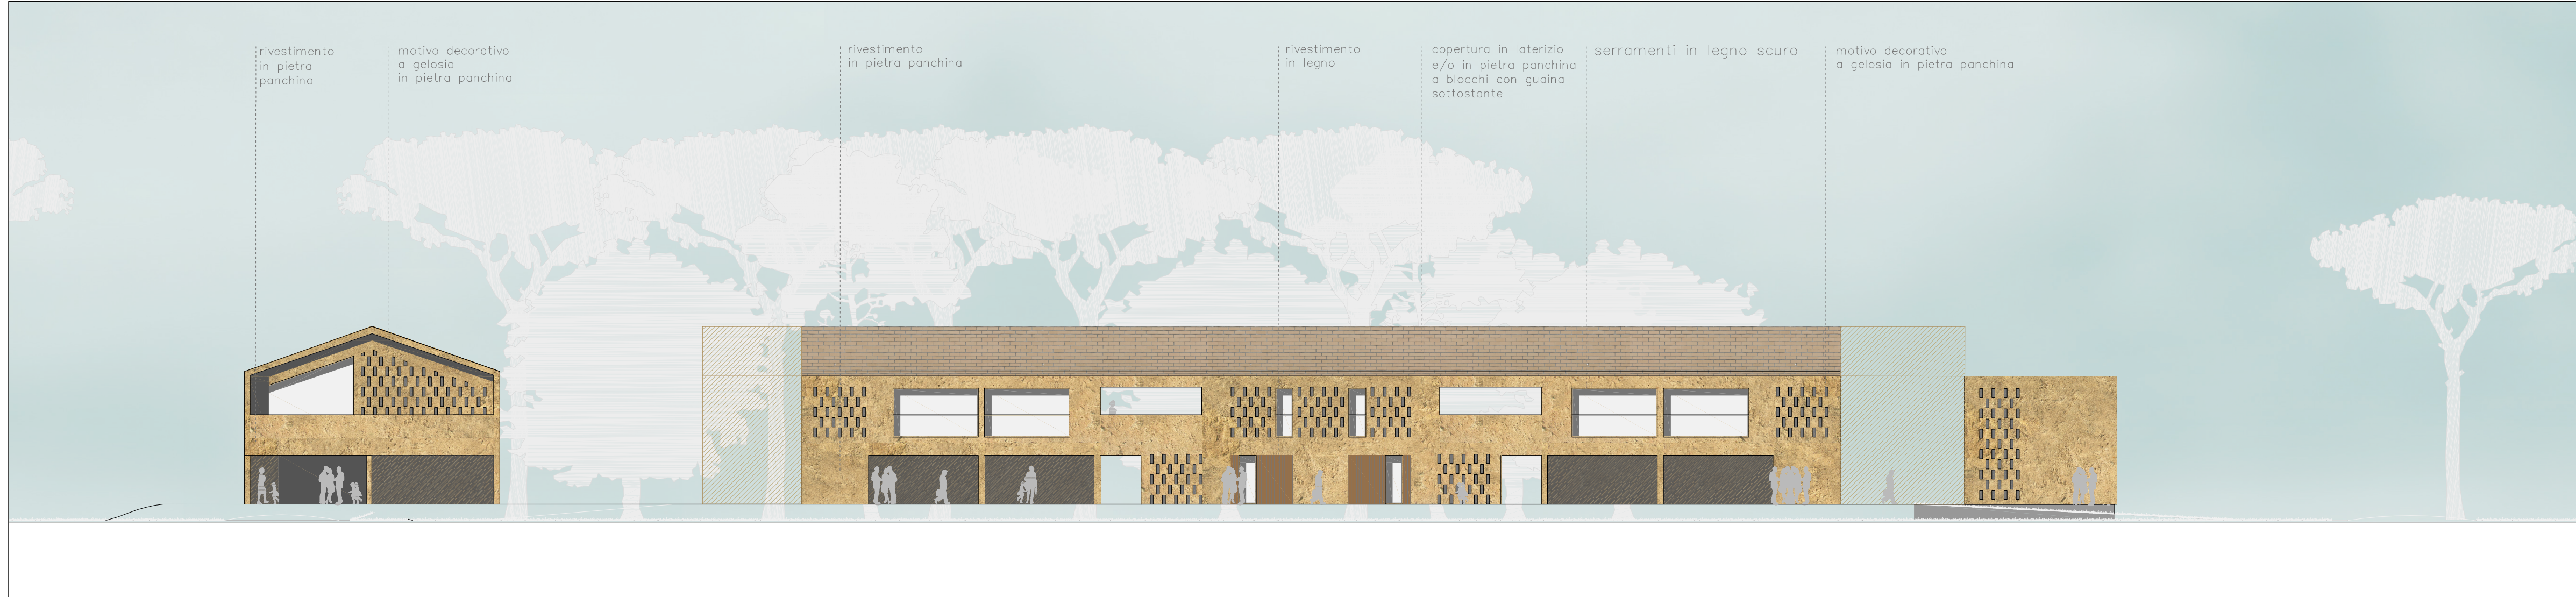 rivestimento
in pietra
panchina
motivo decorativo
a gelosia
in pietra panchina
rivestimento
in pietra panchina
rivestimento
in legno
copertura in laterizio
e/o in pietra panchina
a blocchi con guaina
sottostante
serramenti in legno scuro
motivo decorativo
a gelosia in pietra panchina